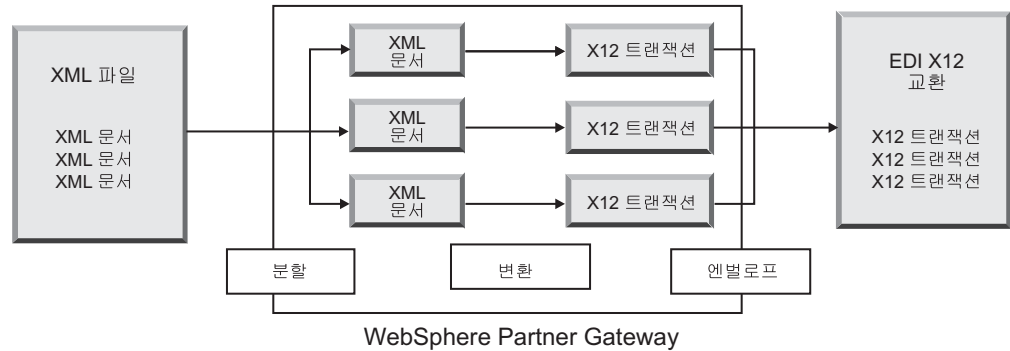 XML 파일
XML 문서
XML 문서
XML 문서
XML
문서
X12 트랜잭션
XML
문서
X12 트랜잭션
XML
문서
X12 트랜잭션
EDI X12
교환
X12 트랜잭션
X12 트랜잭션
X12 트랜잭션
분할
변환
엔벌로프
WebSphere Partner Gateway